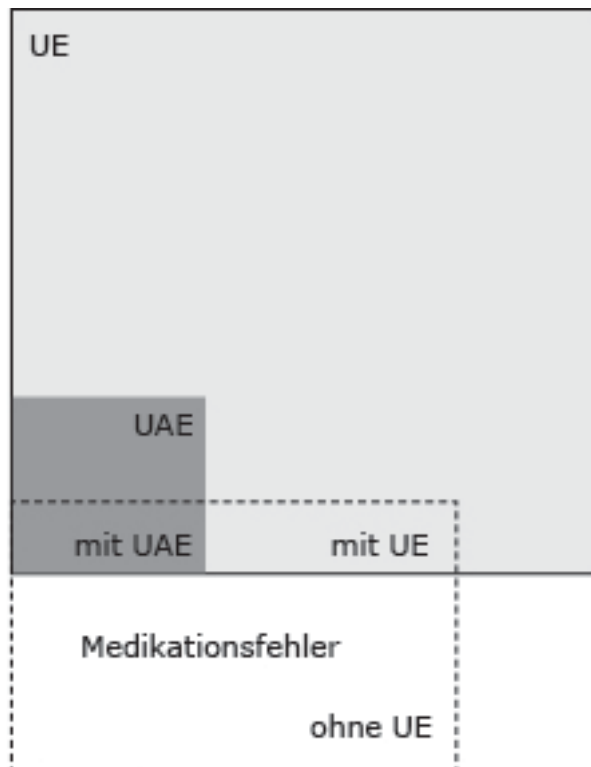 UE
UAE
mit UAE mit UE
Medikationsfehler
ohne UE